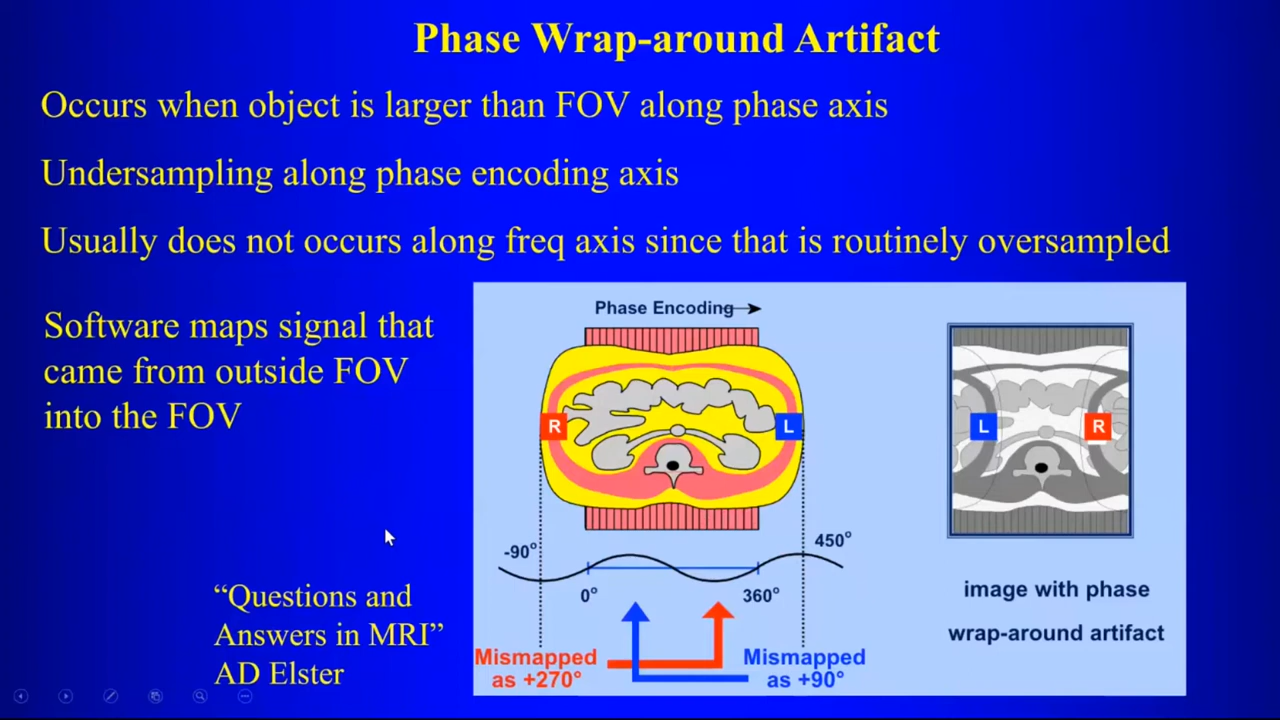 Phase Wrap-around Artifact
Occurs when object is larger than FOV along phase axis
Undersampling along phase encoding axis
Usually does not occurs along freq axis since that is routinely oversampled
Software maps signal that
came from outside FOV
into the FOV
“Questions and
Answers in MRI”
AD Elster
Phase Encoding
R
L
-90°
450°
0°
360°
Mismapped
as +270°
Mismapped
as +90°
L
R
image with phase
wrap-around artifact